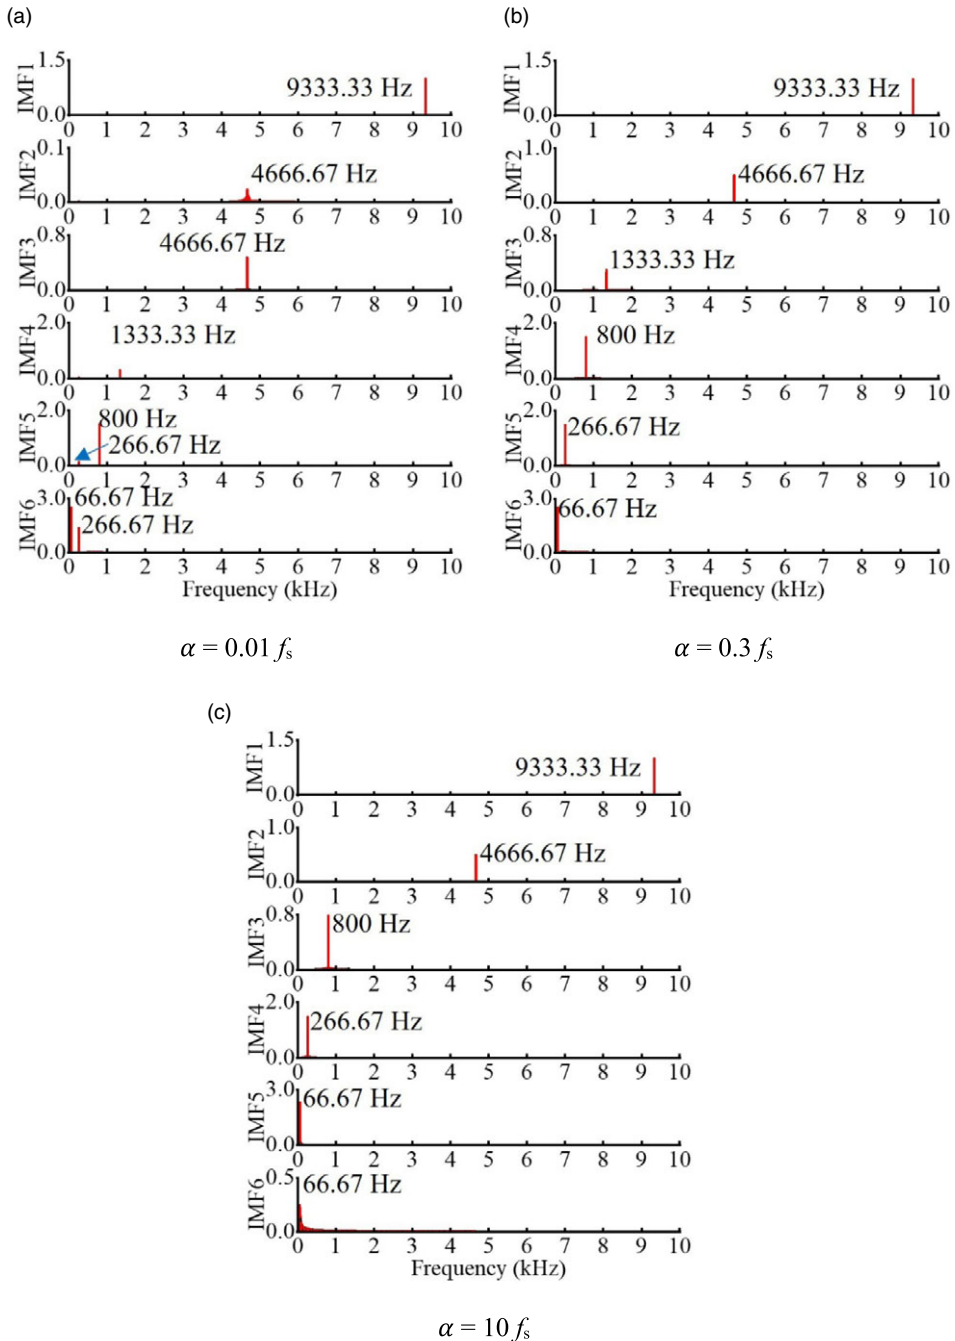 (a)
IMF1
1.5
0.0
9333.33 Hz
0 1 2 3 4 5 6 7 8 9 10
IMF2
0.1
0.0
4666.67 Hz
0 1 2 3 4 5 6 7 8 9 10
IMF3
0.8
0.0
4666.67 Hz
0 1 2 3 4 5 6 7 8 9 10
IMF4
2.0
0.0
1333.33 Hz
0 1 2 3 4 5 6 7 8 9 10
IMF5
2.0
0.0
800 Hz
266.67 Hz
0 1 2 3 4 5 6 7 8 9 10
IMF6
3.0
0.0
66.67 Hz
266.67 Hz
0 1 2 3 4 5 6 7 8 9 10
Frequency (kHz)
α = 0.01 fs
(b)
IMF1
1.5
0.0
9333.33 Hz
0 1 2 3 4 5 6 7 8 9 10
IMF2
1.0
0.0
4666.67 Hz
0 1 2 3 4 5 6 7 8 9 10
IMF3
0.8
0.0
1333.33 Hz
0 1 2 3 4 5 6 7 8 9 10
IMF4
2.0
0.0
800 Hz
0 1 2 3 4 5 6 7 8 9 10
IMF5
2.0
0.0
266.67 Hz
0 1 2 3 4 5 6 7 8 9 10
IMF6
3.0
0.0
66.67 Hz
0 1 2 3 4 5 6 7 8 9 10
Frequency (kHz)
α = 0.3 fs
(c)
IMF1
1.5
0.0
9333.33 Hz
0 1 2 3 4 5 6 7 8 9 10
IMF2
1.0
0.0
4666.67 Hz
0 1 2 3 4 5 6 7 8 9 10
IMF3
0.8
0.0
800 Hz
0 1 2 3 4 5 6 7 8 9 10
IMF4
2.0
0.0
266.67 Hz
0 1 2 3 4 5 6 7 8 9 10
IMF5
3.0
0.0
66.67 Hz
0 1 2 3 4 5 6 7 8 9 10
IMF6
0.5
0.0
66.67 Hz
0 1 2 3 4 5 6 7 8 9 10
Frequency (kHz)
α = 10 fs